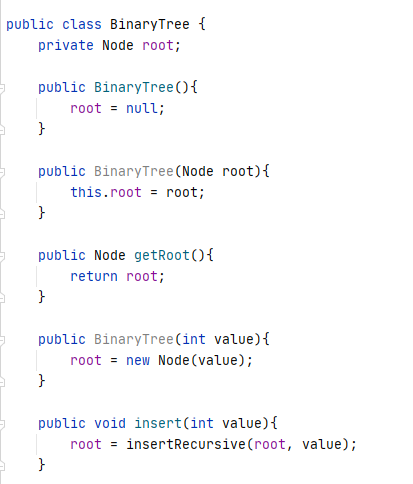 public class BinaryTree {
    private Node root;

    public BinaryTree(){
        root = null;
    }

    public BinaryTree(Node root){
        this.root = root;
    }

    public Node getRoot(){
        return root;
    }

    public BinaryTree(int value){
        root = new Node(value);
    }

    public void insert(int value){
        root = insertRecursive(root, value);
    }